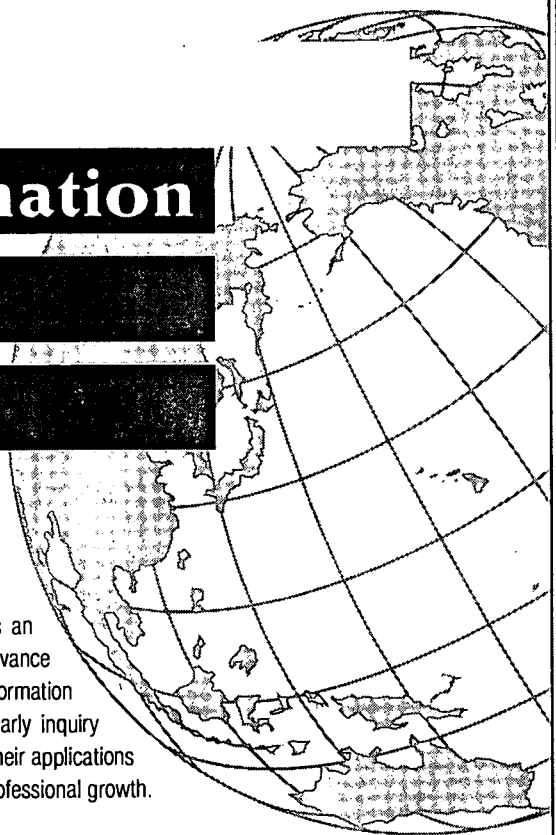 nation
an
vance
ormation
arly inquiry
heir applications
ofessional growth.